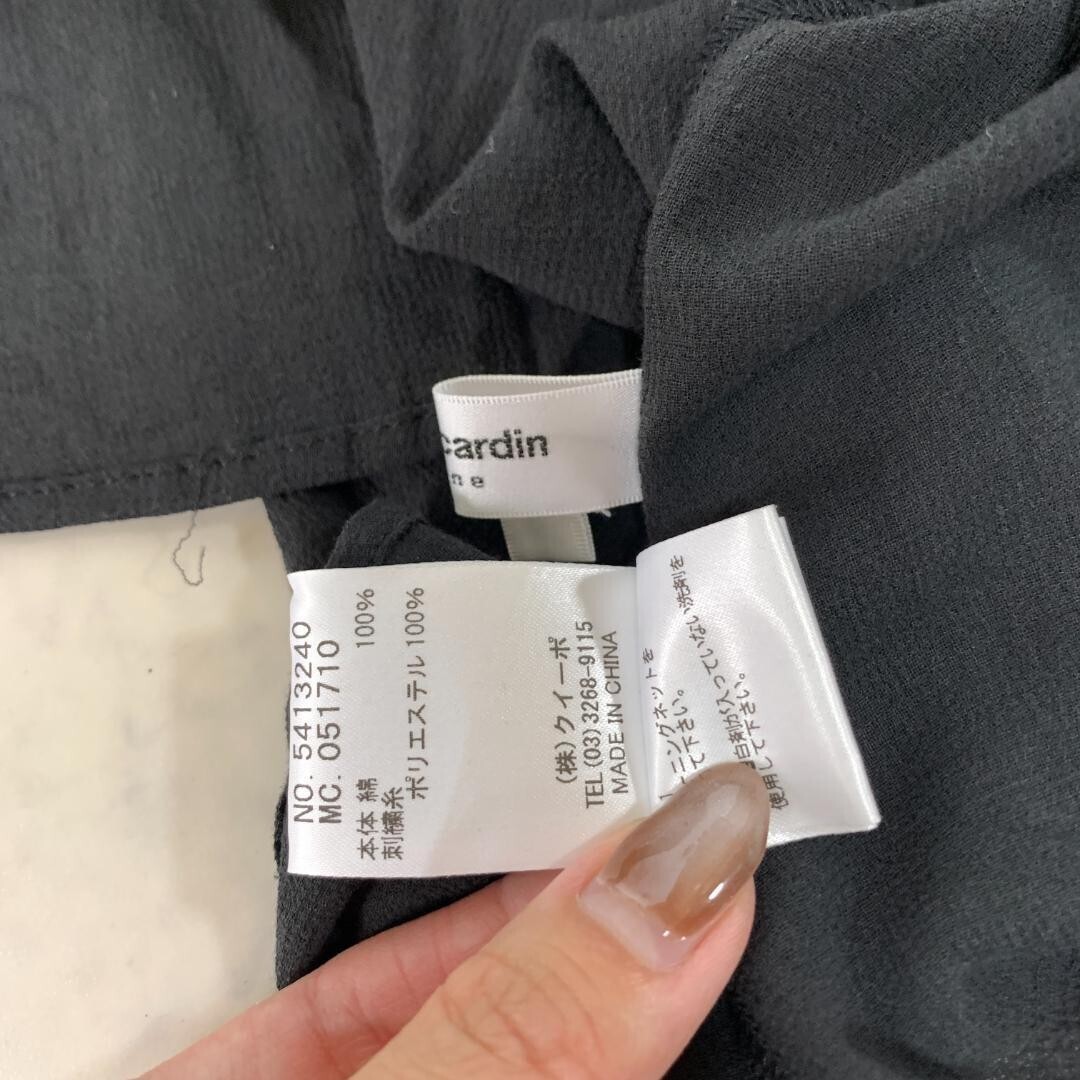 cardin
ne
NO. 5413240
MC. 051710
本体 綿 100%
刺繍糸
ポリエステル 100%
(株)クイーポ
TEL (03)3268-9115
MADE IN CHINA
ニングネットを
て下さい。
白剤が入っていない洗剤を
使用して下さい。